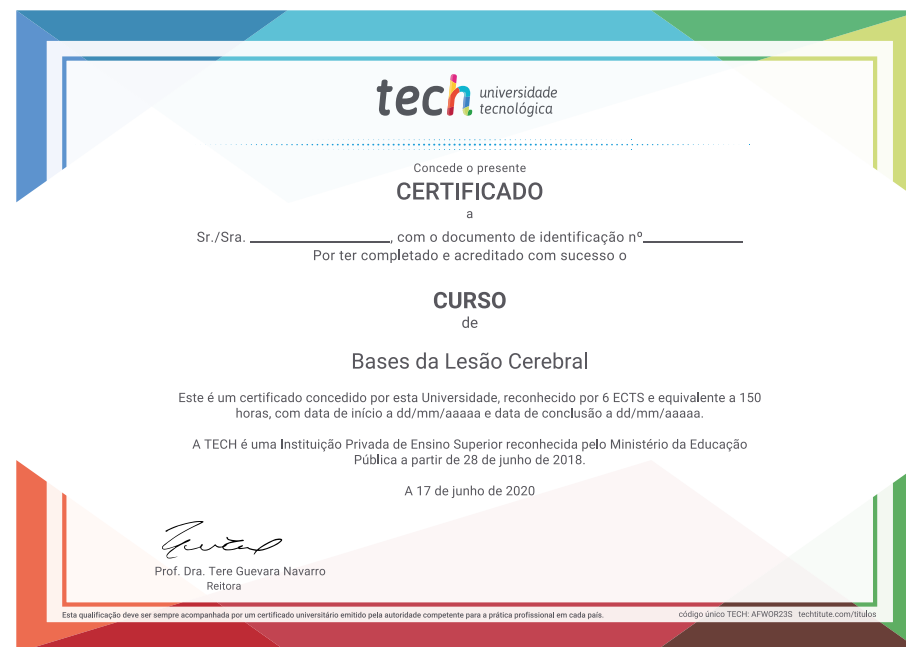 tech universidade
tecnológica
Concede o presente
CERTIFICADO
a
Sr./Sra. ____________________, com o documento de identificação nº______________
Por ter completado e acreditado com sucesso o
CURSO
de
Bases da Lesão Cerebral
Este é um certificado concedido por esta Universidade, reconhecido por 6 ECTS e equivalente a 150
horas, com data de início a dd/mm/aaaaa e data de conclusão a dd/mm/aaaaa.
A TECH é uma Instituição Privada de Ensino Superior reconhecida pelo Ministério da Educação
Pública a partir de 28 de junho de 2018.
A 17 de junho de 2020
Prof. Dra. Tere Guevara Navarro
Reitora
Esta qualificação deve ser sempre acompanhada por um certificado universitário emitido pela autoridade competente para a prática profissional em cada país.
código único TECH: AFWOR23S techtitute.com/titulos